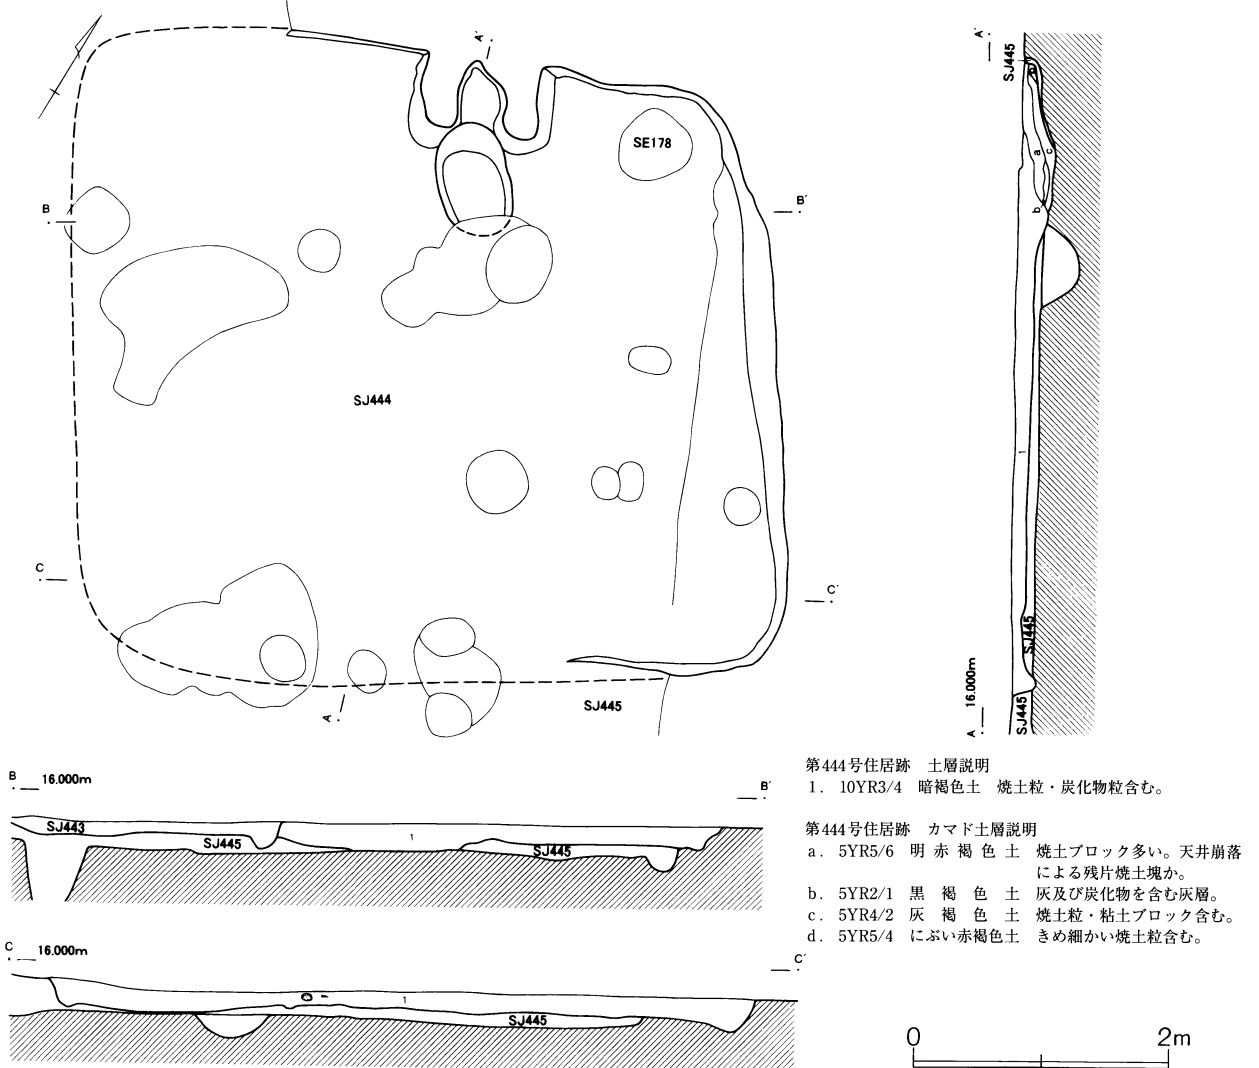 A′
A′
SJ445
SE178
B
B′
a
c
b
SJ444
1
C
C′
SJ445
A
SJ445
16.000m
A
SJ445
B
16.000m
B′
SJ443
SJ445
1
SJ445
第444号住居跡 土層説明
1. 10YR3/4 暗褐色土 焼土粒・炭化物粒含む。
第444号住居跡 カマド土層説明
a. 5YR5/6 明赤褐色土 焼土ブロック多い。天井崩落
による残片焼土塊か。
b. 5YR2/1 黒褐色土 灰及び炭化物を含む灰層。
c. 5YR4/2 灰褐色土 焼土粒・粘土ブロック含む。
d. 5YR5/4 にぶい赤褐色土 きめ細かい焼土粒含む。
C
16.000m
C′
1
SJ445
0 2m